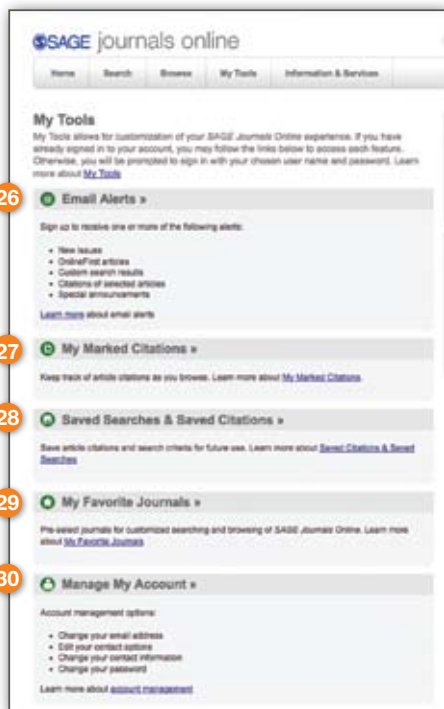 SAGE journals online
Home Search Browse My Tools Information & Services
My Tools
My Tools allows for customization of your SAGE Journals Online experience. If you have
already signed in to your account, you may follow the links below to access each feature.
Otherwise, you will be prompted to sign in with your chosen user name and password. Learn
more about My Tools
26 Email Alerts »
Sign up to receive one or more of the following alerts:
• New issues
• OnlineFirst articles
• Custom search results
• Citations of selected articles
• Special announcements
Learn more about email alerts
27 My Marked Citations »
Keep track of article citations as you browse. Learn more about My Marked Citations.
28 Saved Searches & Saved Citations »
Save article citations and search criteria for future use. Learn more about Saved Citations & Saved
Searches
29 My Favorite Journals »
Pre-select journals for customized searching and browsing of SAGE Journals Online. Learn more
about My Favorite Journals
30 Manage My Account »
Account management options:
• Change your email address
• Edit your contact options
• Change your contact information
• Change your password
Learn more about account management